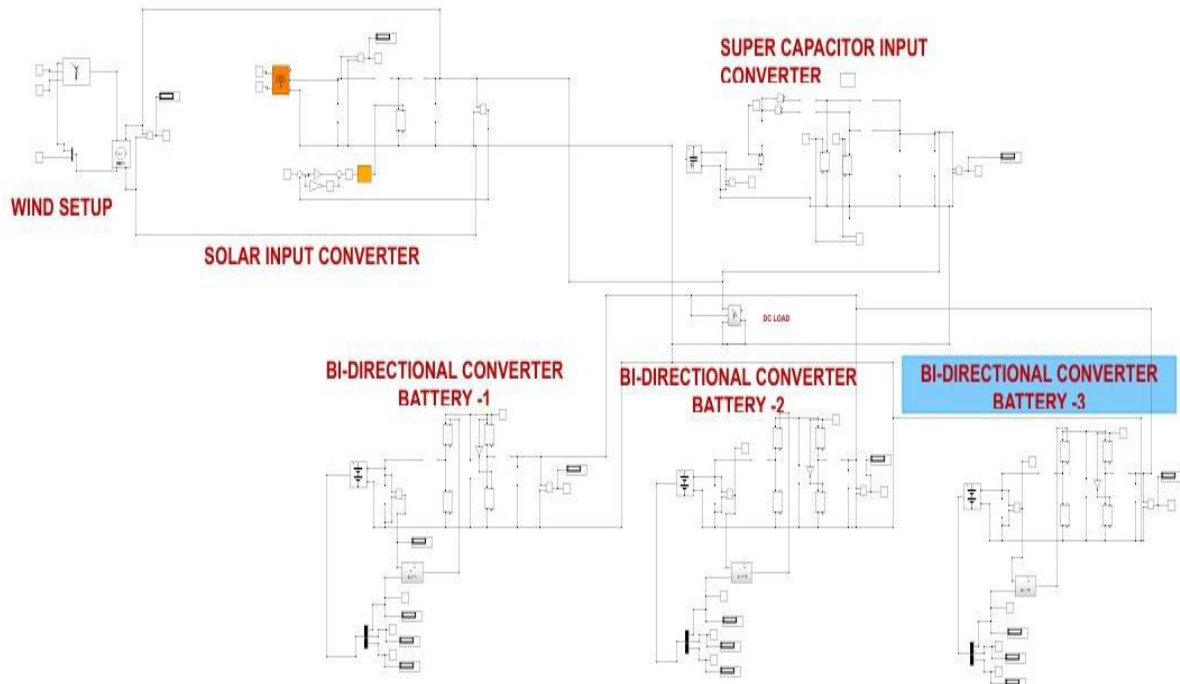 SUPER CAPACITOR INPUT
CONVERTER
WIND SETUP
SOLAR INPUT CONVERTER
DC LOAD
BI-DIRECTIONAL CONVERTER
BATTERY -1
BI-DIRECTIONAL CONVERTER
BATTERY -2
BI-DIRECTIONAL CONVERTER
BATTERY -3